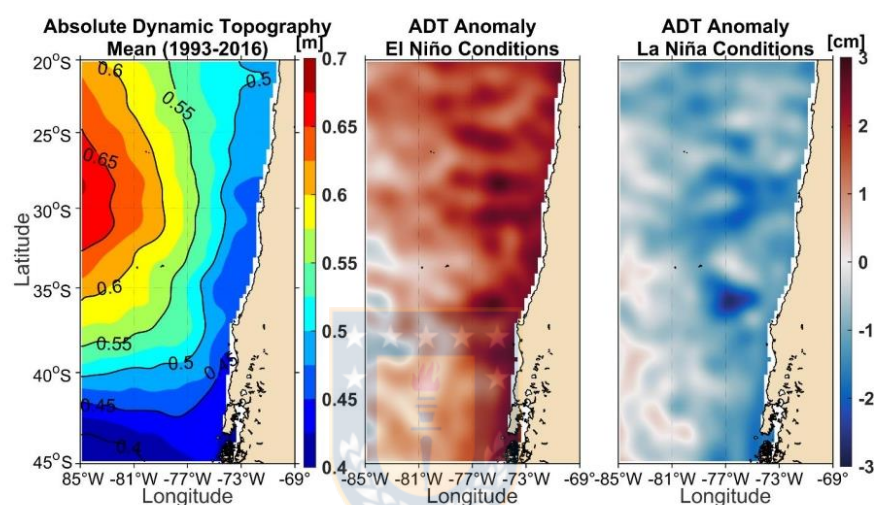 Absolute Dynamic Topography
Mean (1993-2016)
[m]
ADT Anomaly
El Niño Conditions
ADT Anomaly
La Niña Conditions
[cm]
20°S
25°S
30°S
35°S
40°S
45°S
Latitude
0.6
0.55
0.5
0.65
0.6
0.55
0.5
0.45
0.45
0.4
85°W -81°W -77°W -73°W -69°
Longitude
0.7
0.65
0.6
0.55
0.5
0.45
0.4
85°W -81°W -77°W -73°W -69°
Longitude
85°W -81°W -77°W -73°W -69°
Longitude
3
2
1
0
-1
-2
-3